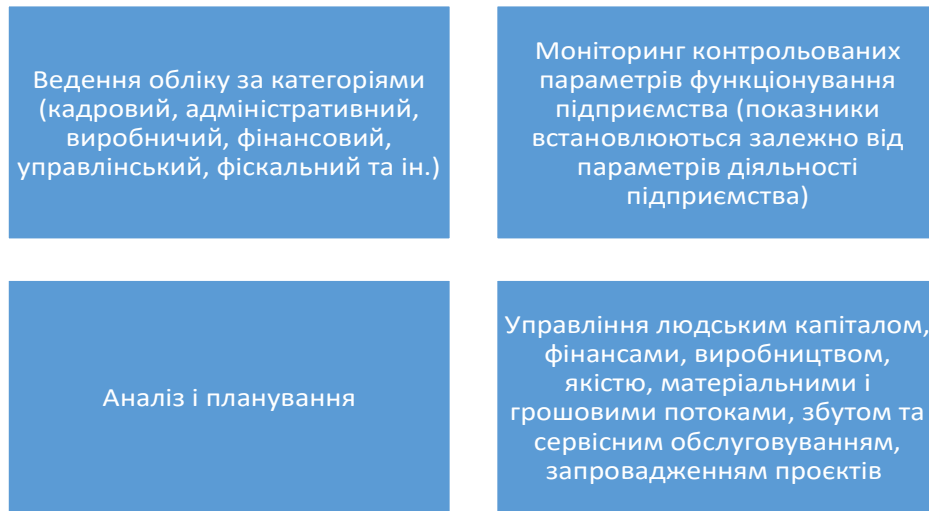 Ведення обліку за категоріями
(кадровий, адміністративний,
виробничий, фінансовий,
управлінський, фіскальний та ін.)
Моніторинг контрольованих
параметрів функціонування
підприємства (показники
встановлюються залежно від
параметрів діяльності
підприємства)
Аналіз і планування
Управління людським капіталом,
фінансами, виробництвом,
якістю, матеріальними і
грошовими потоками, збутом та
сервісним обслуговуванням,
запровадженням проєктів